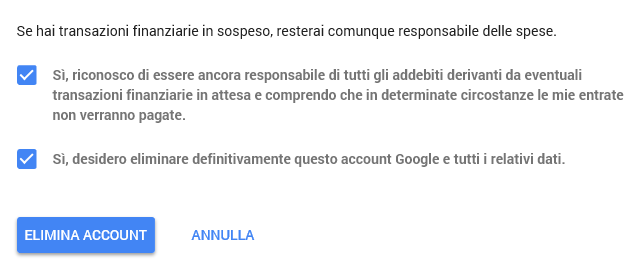 Se hai transazioni finanziarie in sospeso, resterai comunque responsabile delle spese.
Sì, riconosco di essere ancora responsabile di tutti gli addebiti derivanti da eventuali
transazioni finanziarie in attesa e comprendo che in determinate circostanze le mie entrate
non verranno pagate.
Sì, desidero eliminare definitivamente questo account Google e tutti i relativi dati.
ELIMINA ACCOUNT ANNULLA